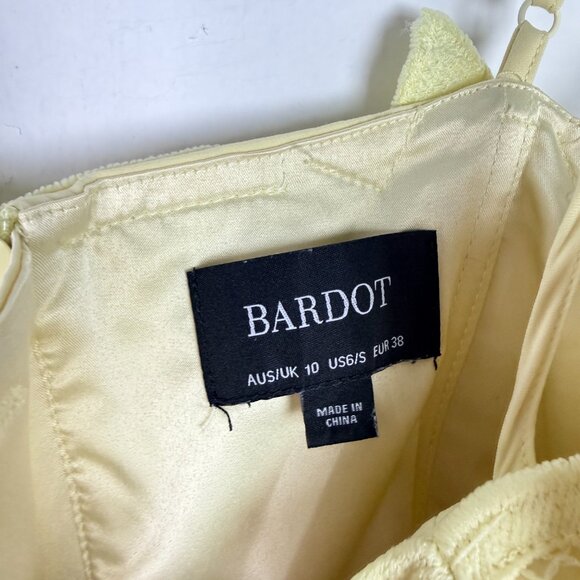 BARDOT
AUS/UK 10 US6/S EUR 38
MADE IN
CHINA